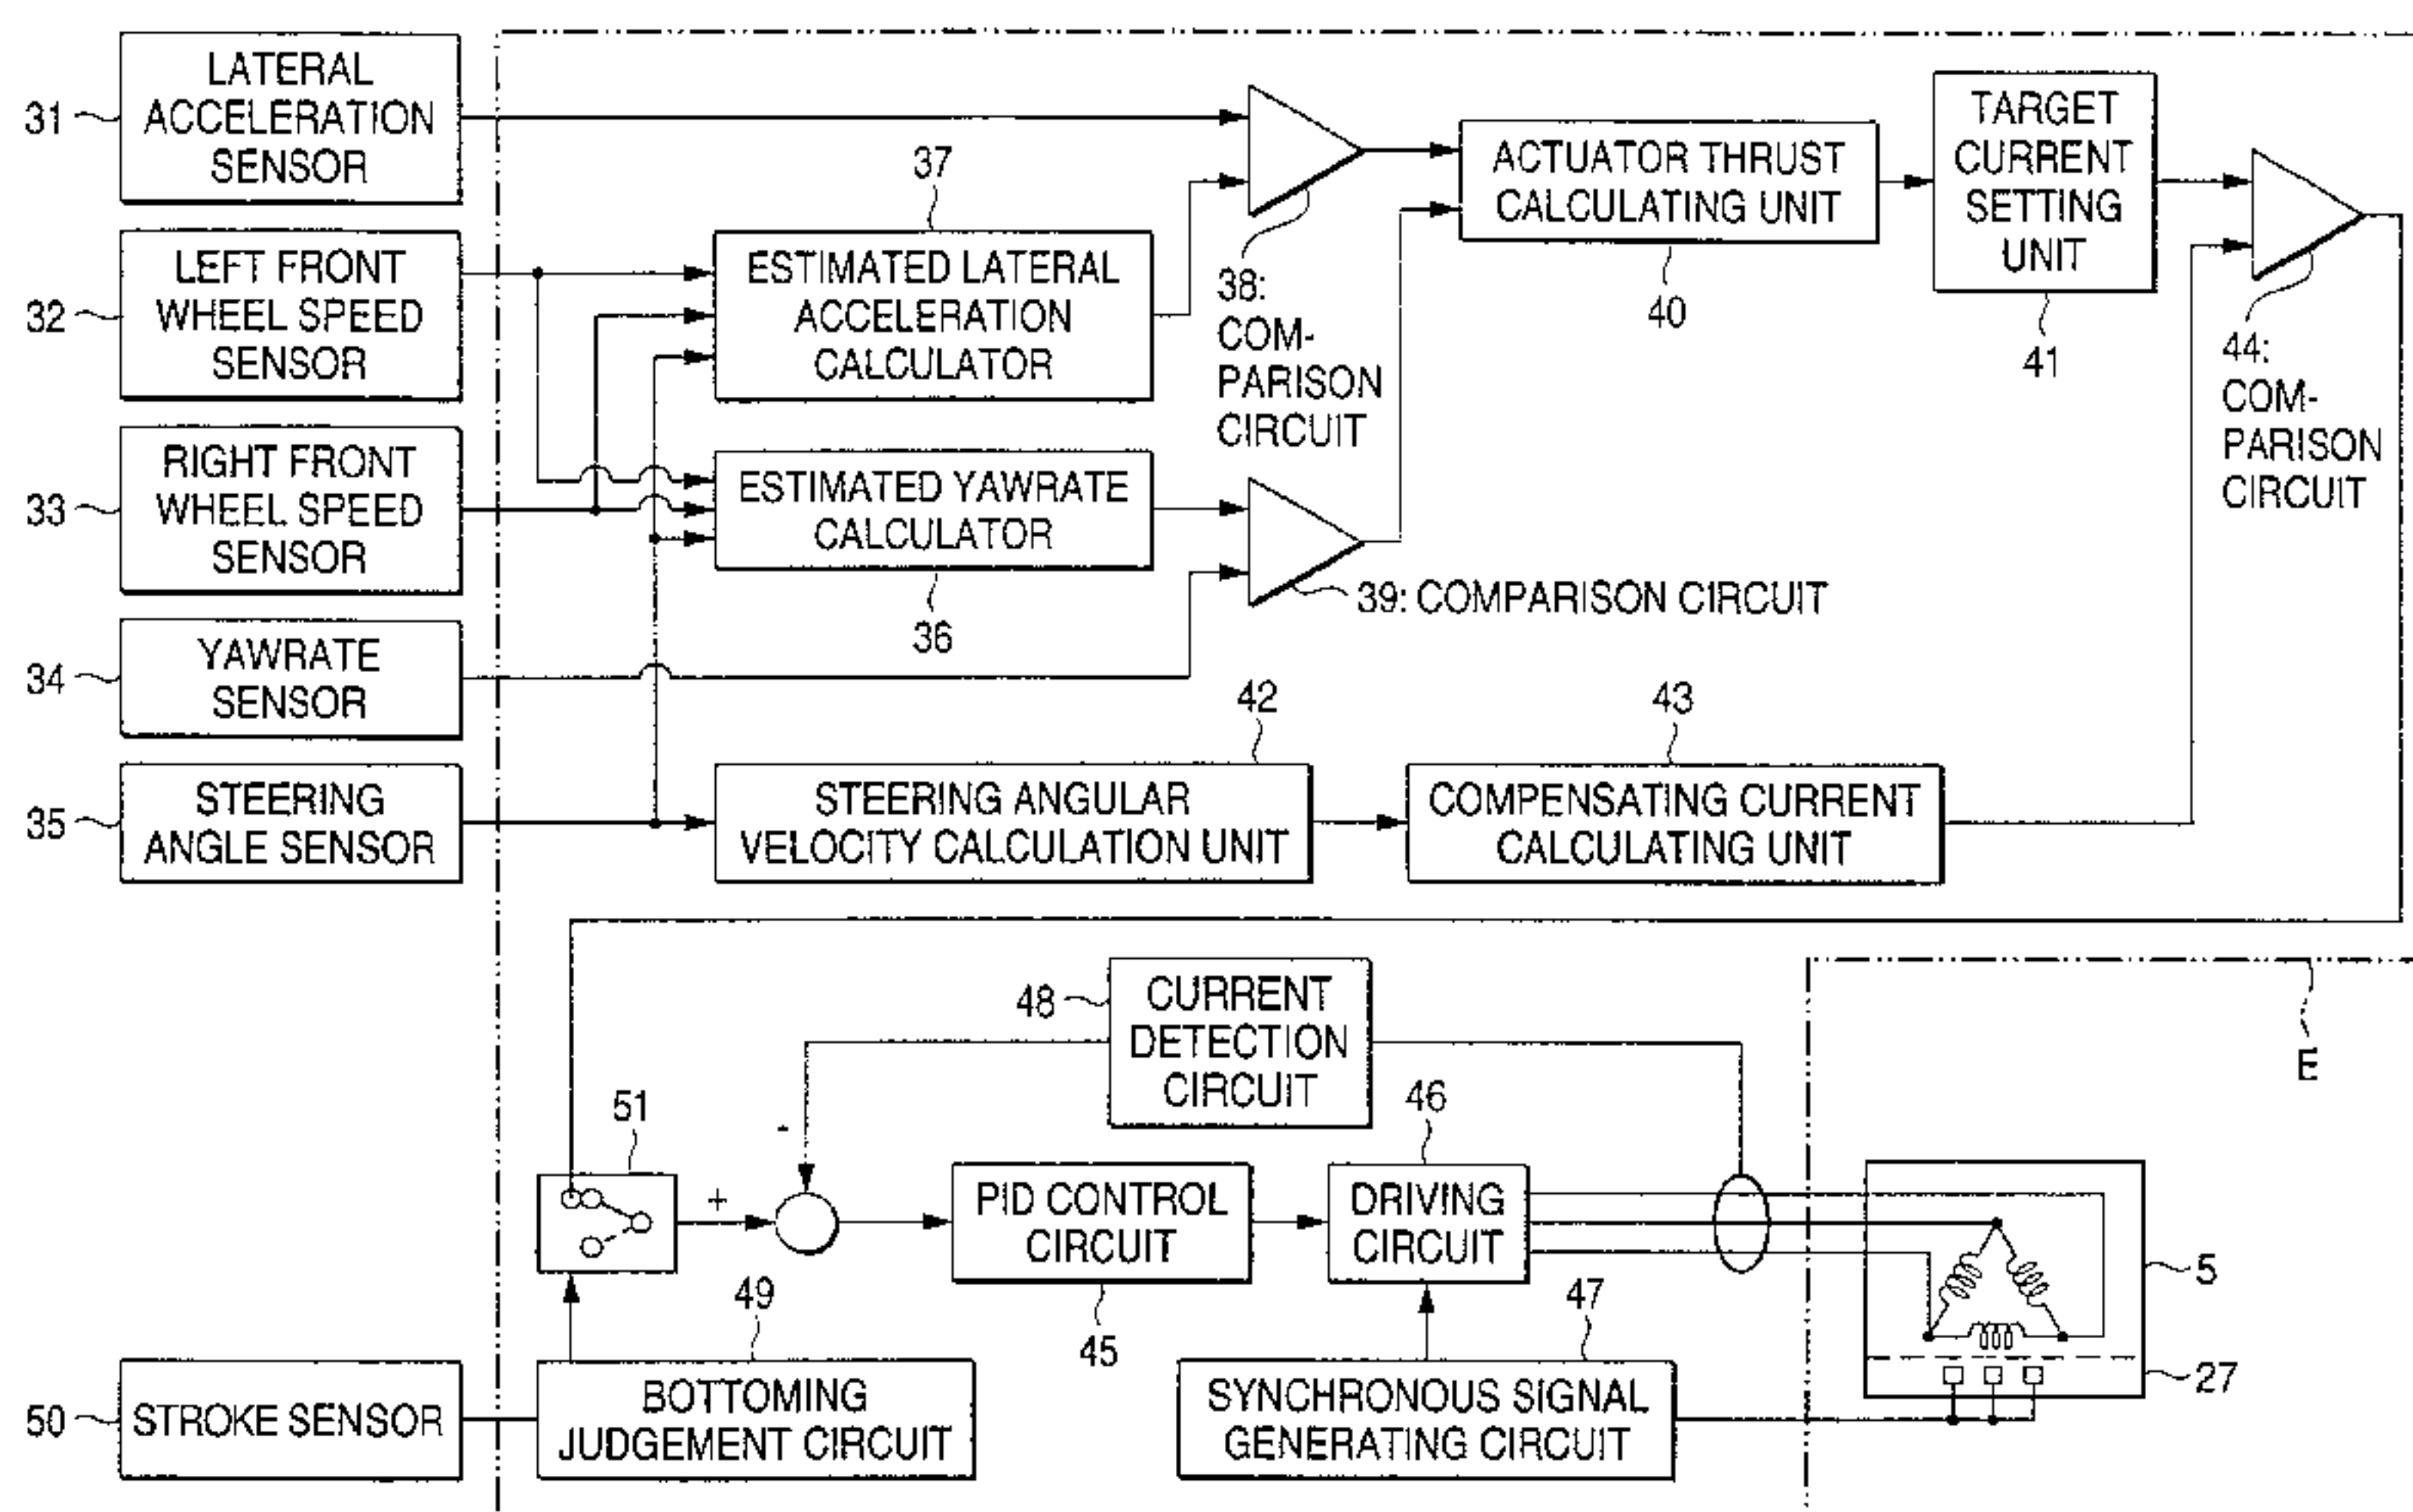 31
LATERAL
ACCELERATION
SENSOR
32
LEFT FRONT
WHEEL SPEED
SENSOR
33
RIGHT FRONT
WHEEL SPEED
SENSOR
34
YAWRATE
SENSOR
35
STEERING
ANGLE SENSOR
37
ESTIMATED LATERAL
ACCELERATION
CALCULATOR
ESTIMATED YAWRATE
CALCULATOR
36
38:
COM-
PARISON
CIRCUIT
39: COMPARISON CIRCUIT
ACTUATOR THRUST
CALCULATING UNIT
40
TARGET
CURRENT
SETTING
UNIT
41
44:
COM-
PARISON
CIRCUIT
42
STEERING ANGULAR
VELOCITY CALCULATION UNIT
43
COMPENSATING CURRENT
CALCULATING UNIT
48
CURRENT
DETECTION
CIRCUIT
E
51
+
-
PID CONTROL
CIRCUIT
45
46
DRIVING
CIRCUIT
5
27
50
STROKE SENSOR
49
BOTTOMING
JUDGEMENT CIRCUIT
47
SYNCHRONOUS SIGNAL
GENERATING CIRCUIT